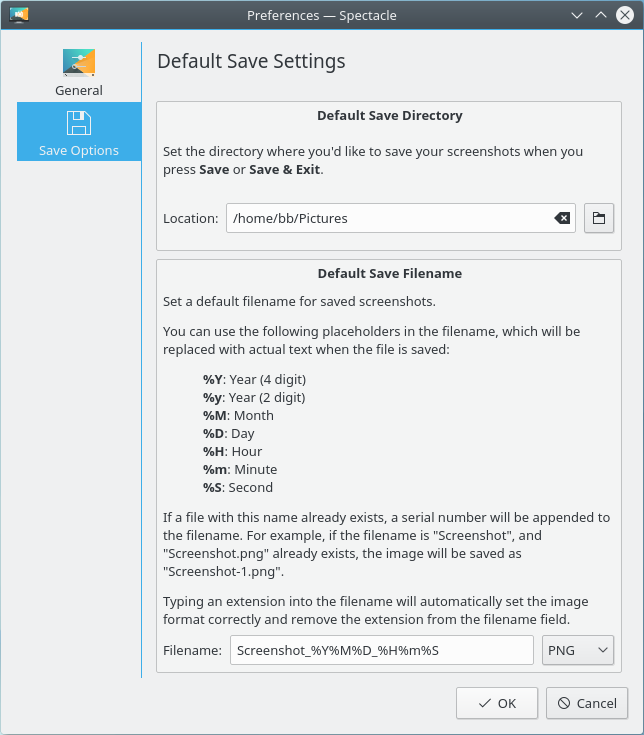 Preferences — Spectacle
General
Save Options
Default Save Settings
Default Save Directory
Set the directory where you'd like to save your screenshots when you
press Save or Save & Exit.
Location: /home/bb/Pictures
Default Save Filename
Set a default filename for saved screenshots.
You can use the following placeholders in the filename, which will be
replaced with actual text when the file is saved:
%Y: Year (4 digit)
%y: Year (2 digit)
%M: Month
%D: Day
%H: Hour
%m: Minute
%S: Second
If a file with this name already exists, a serial number will be appended to
the filename. For example, if the filename is "Screenshot", and
"Screenshot.png" already exists, the image will be saved as
"Screenshot-1.png".
Typing an extension into the filename will automatically set the image
format correctly and remove the extension from the filename field.
Filename: Screenshot_%Y%M%D_%H%m%S PNG
OK Cancel